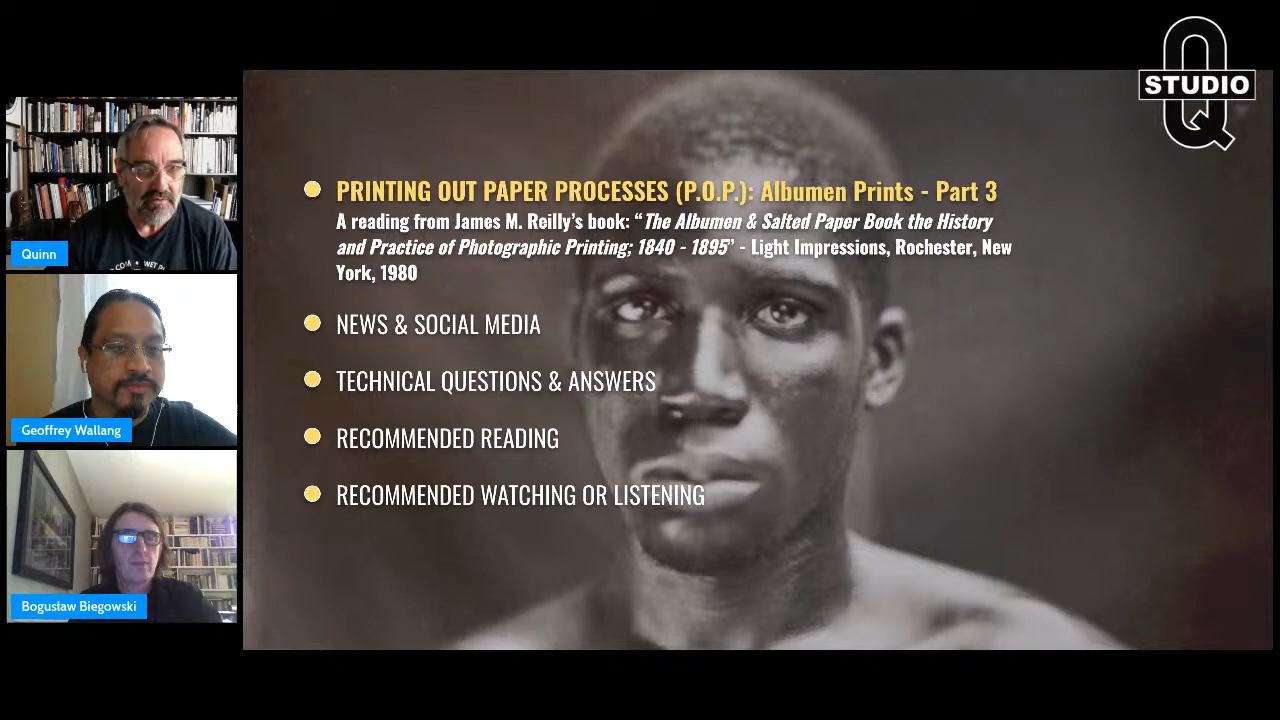 STUDIO
Q
PRINTING OUT PAPER PROCESSES (P.O.P.): Albumen Prints - Part 3
A reading from James M. Reilly's book: “The Albumen & Salted Paper Book the History
and Practice of Photographic Printing; 1840 - 1895” - Light Impressions, Rochester, New
York, 1980
NEWS & SOCIAL MEDIA
TECHNICAL QUESTIONS & ANSWERS
RECOMMENDED READING
RECOMMENDED WATCHING OR LISTENING
Quinn
Geoffrey Wallang
Bogusław Biegowski